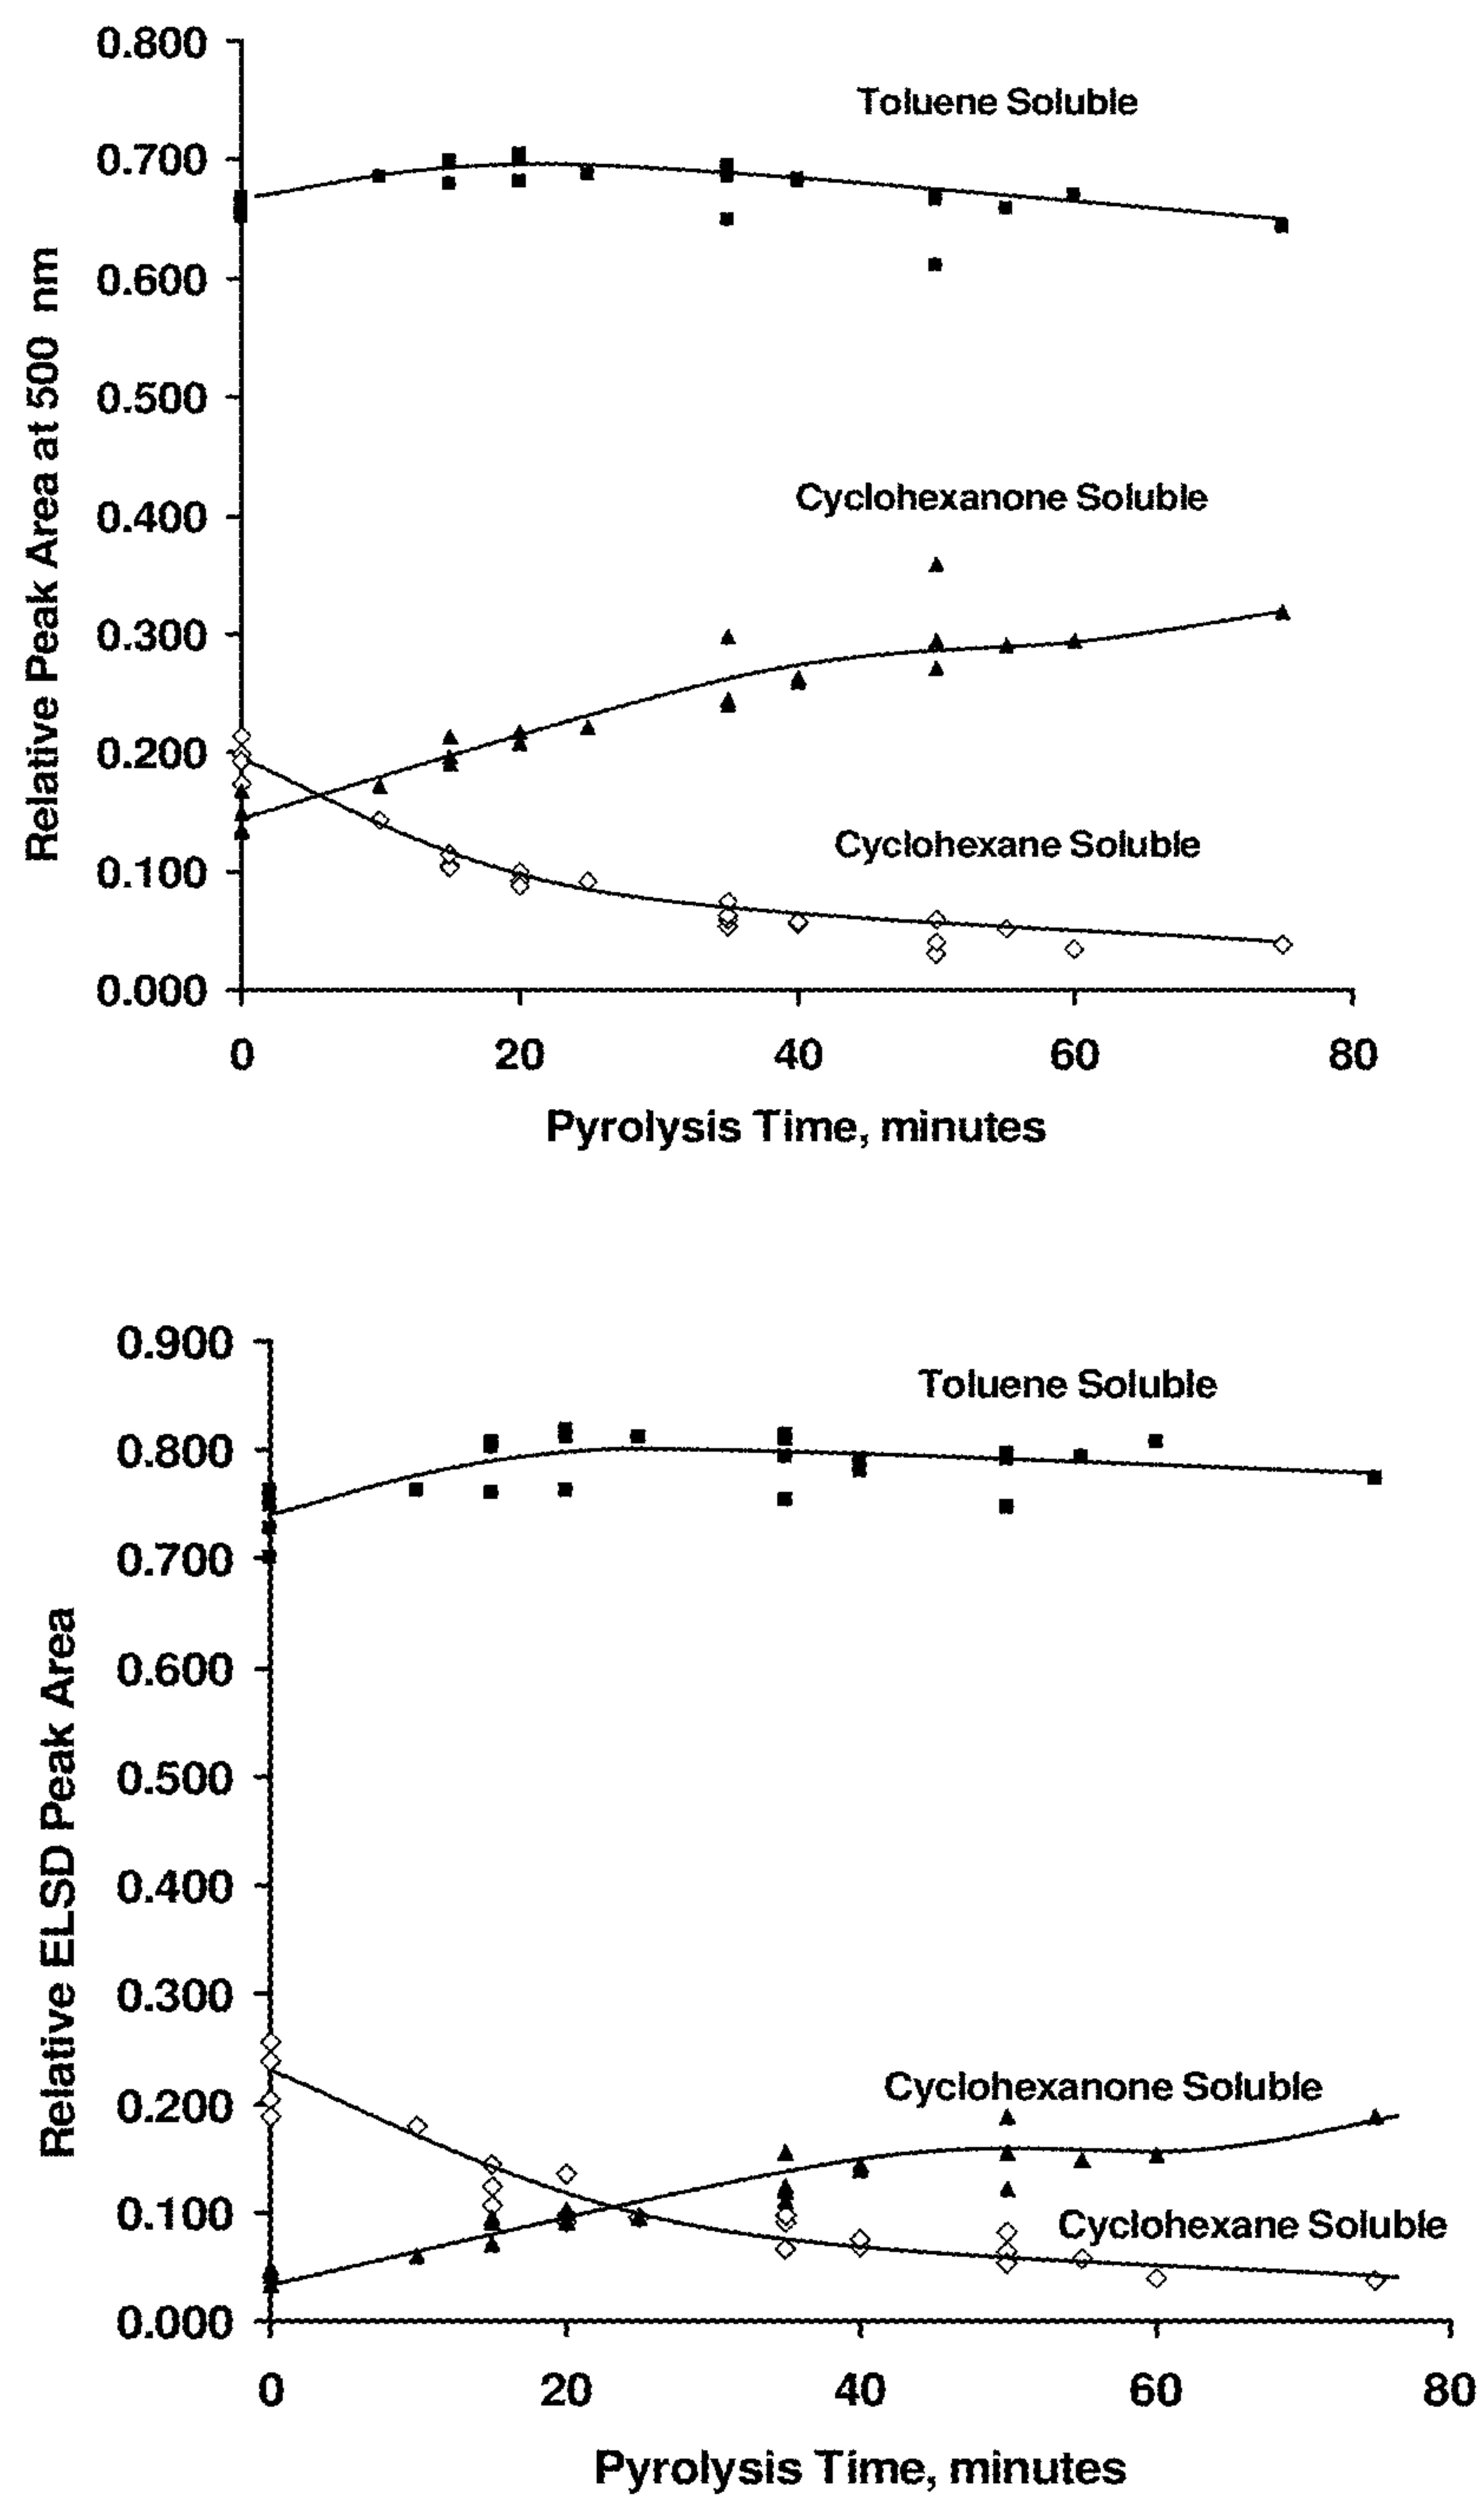 0.800
Toluene Soluble
0.700
0.600
0.500
Cyclohexanone Soluble
0.400
0.300
0.200
Cyclohexane Soluble
0.100
0.000
Relative Peak Area at 500 nm
0 20 40 60 80
Pyrolysis Time, minutes
0.900
Toluene Soluble
0.800
0.700
0.600
0.500
0.400
0.300
Cyclohexanone Soluble
0.200
0.100
Cyclohexane Soluble
0.000
Relative ELSD Peak Area
0 20 40 60 80
Pyrolysis Time, minutes